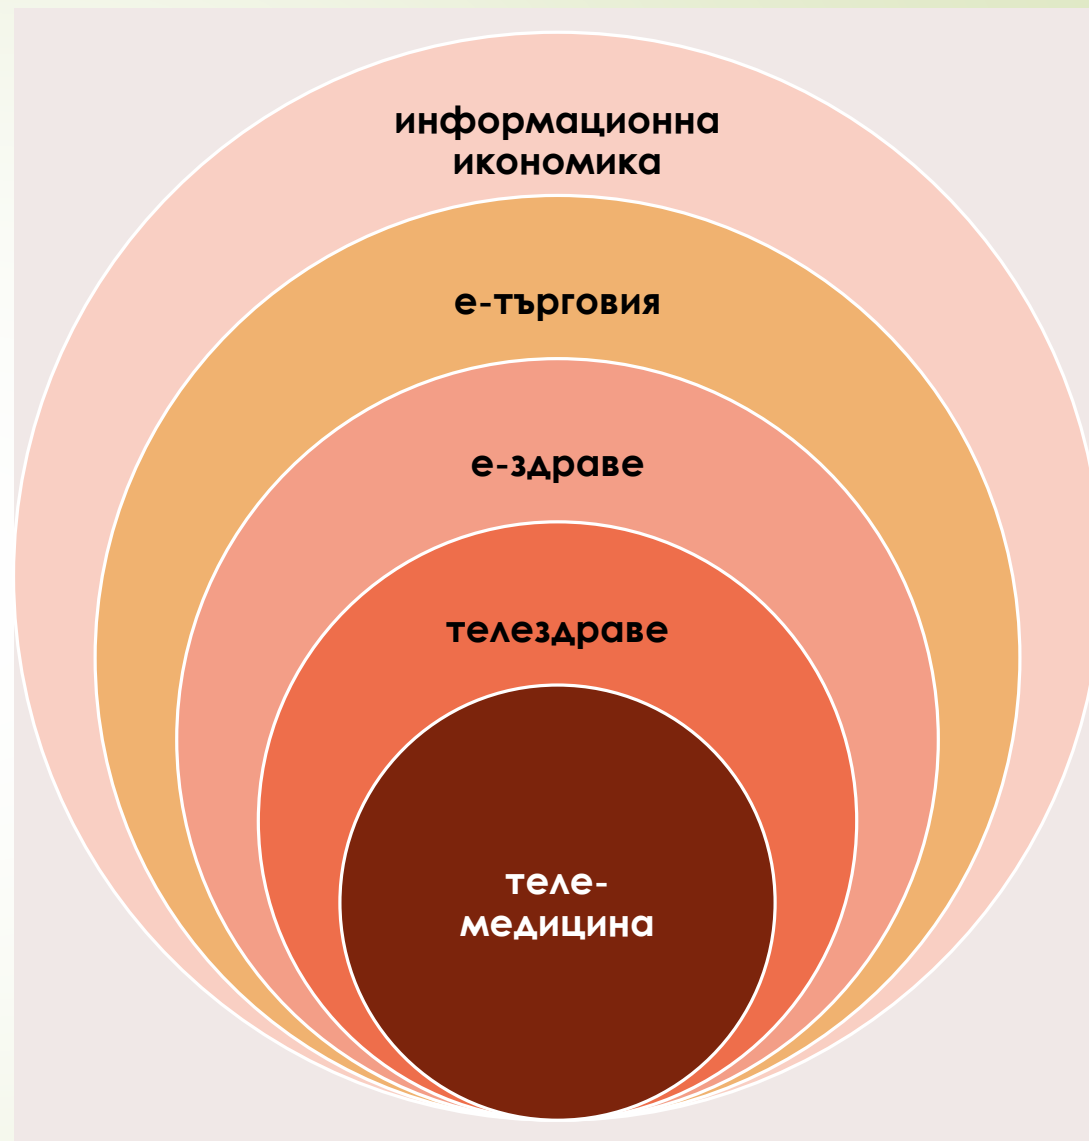 информационна
икономика
е-търговия
е-здраве
телездраве
теле-
медицина